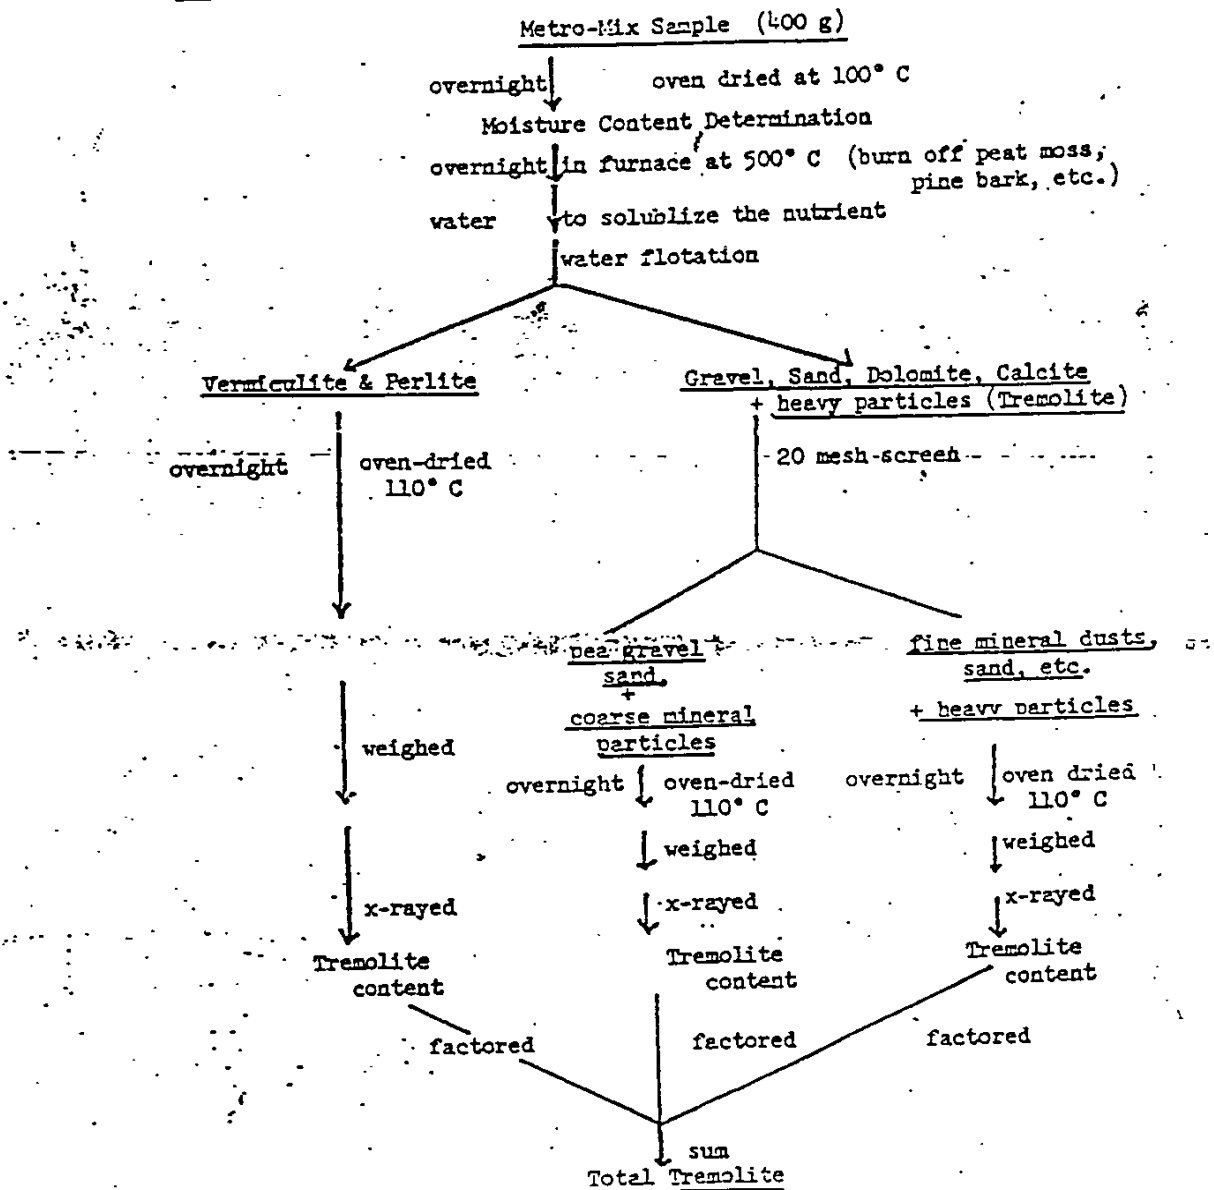 Metro-Mix Sample (400 g)
overnight oven dried at 100° C
Moisture Content Determination
overnight in furnace at 500° C (burn off peat moss,
pine bark, etc.)
water to solublize the nutrient
water flotation
Vermiculite & Perlite
Gravel, Sand, Dolomite, Calcite
+ heavy particles (Tremolite)
overnight oven-dried
110° C
20 mesh-screen
pea gravel
sand,
+
coarse mineral
particles
fine mineral dusts,
sand, etc.
+ heavy particles
weighed
overnight oven-dried
110° C
overnight oven dried
110° C
weighed
weighed
x-rayed
x-rayed
x-rayed
Tremolite
content
Tremolite
content
Tremolite
content
factored
factored
factored
sum
Total Tremolite